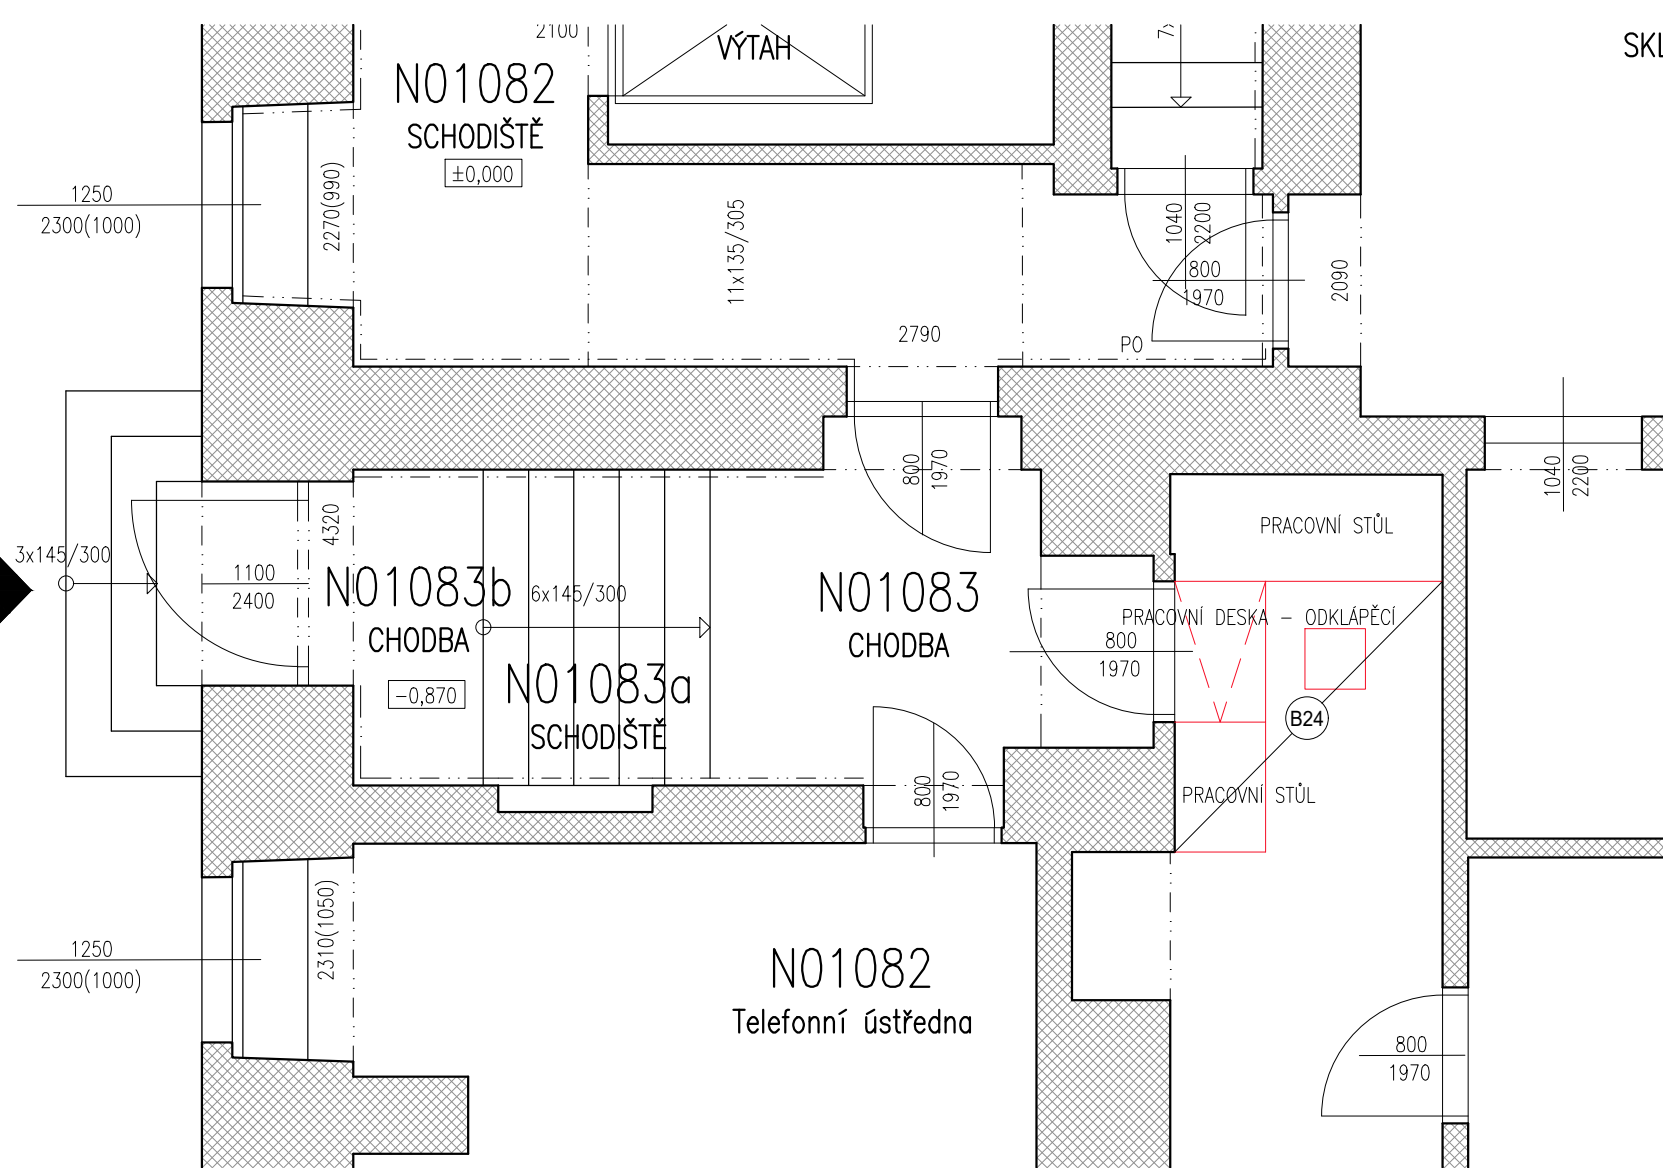 2100
VÝTAH
7x
SKL
N01082
SCHODIŠTĚ
±0,000
1250
2300(1000)
2270(990)
11x135/305
1040
2200
800
1970
2090
2790
PO
800
1970
1040
2200
4320
3x145/300
1100
2400
N01083b
CHODBA
-0,870
6x145/300
N01083a
SCHODIŠTĚ
N01083
CHODBA
PRACOVNÍ STŮL
PRACOVNÍ DESKA - ODKLÁPĚCÍ
800
1970
B24
PRACOVNÍ STŮL
800
1970
1250
2300(1000)
2310(1050)
N01082
Telefonní ústředna
800
1970